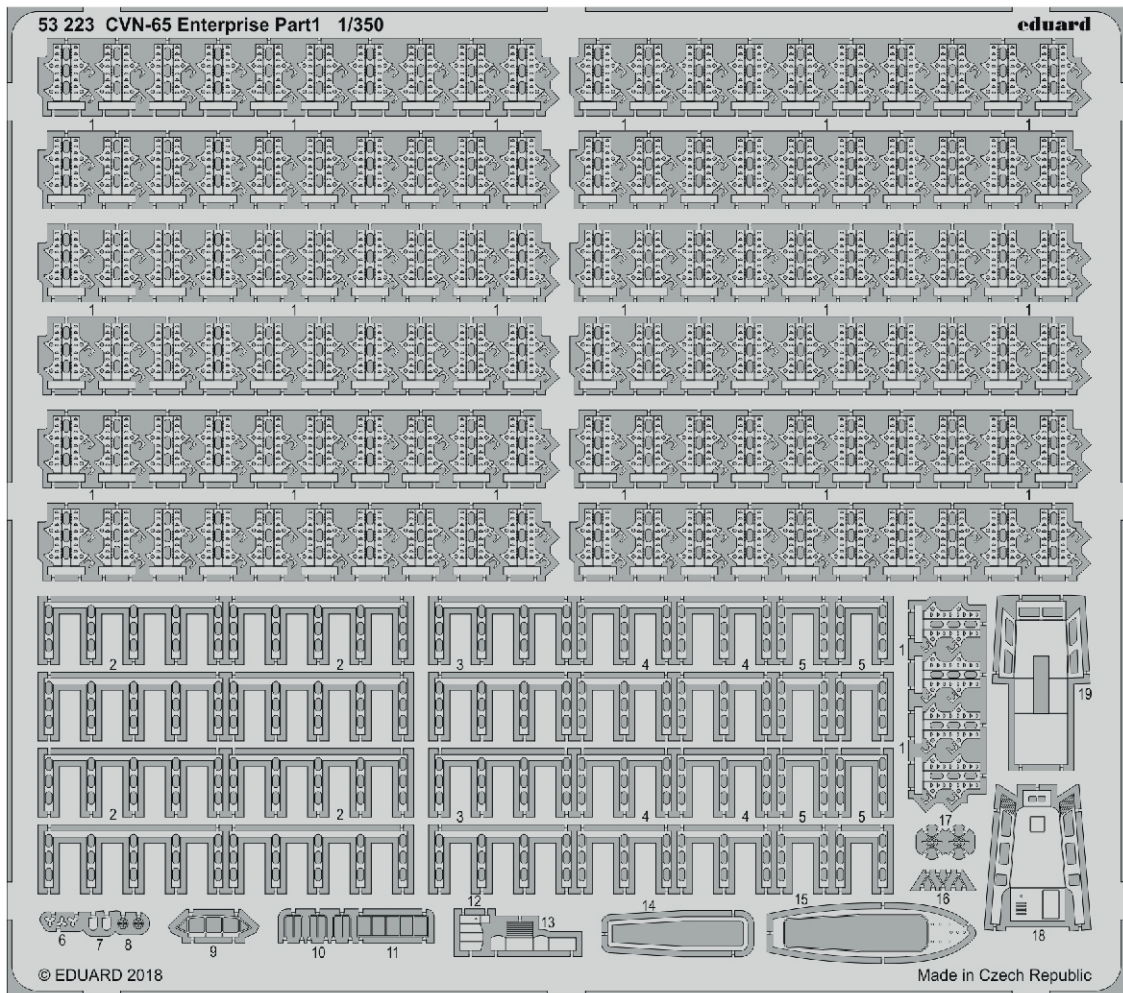 53 223 CVN-65 Enterprise Part1 1/350 eduard
1 1 1 1 1 1
1 1 1 1 1 1
1 1 1 1 1 1
2 2 3 4 4 5 5 1 19
2 2 3 4 4 5 5 1
17
12 13 14 15 16
6 7 8 9 10 11 18
© EDUARD 2018 Made in Czech Republic